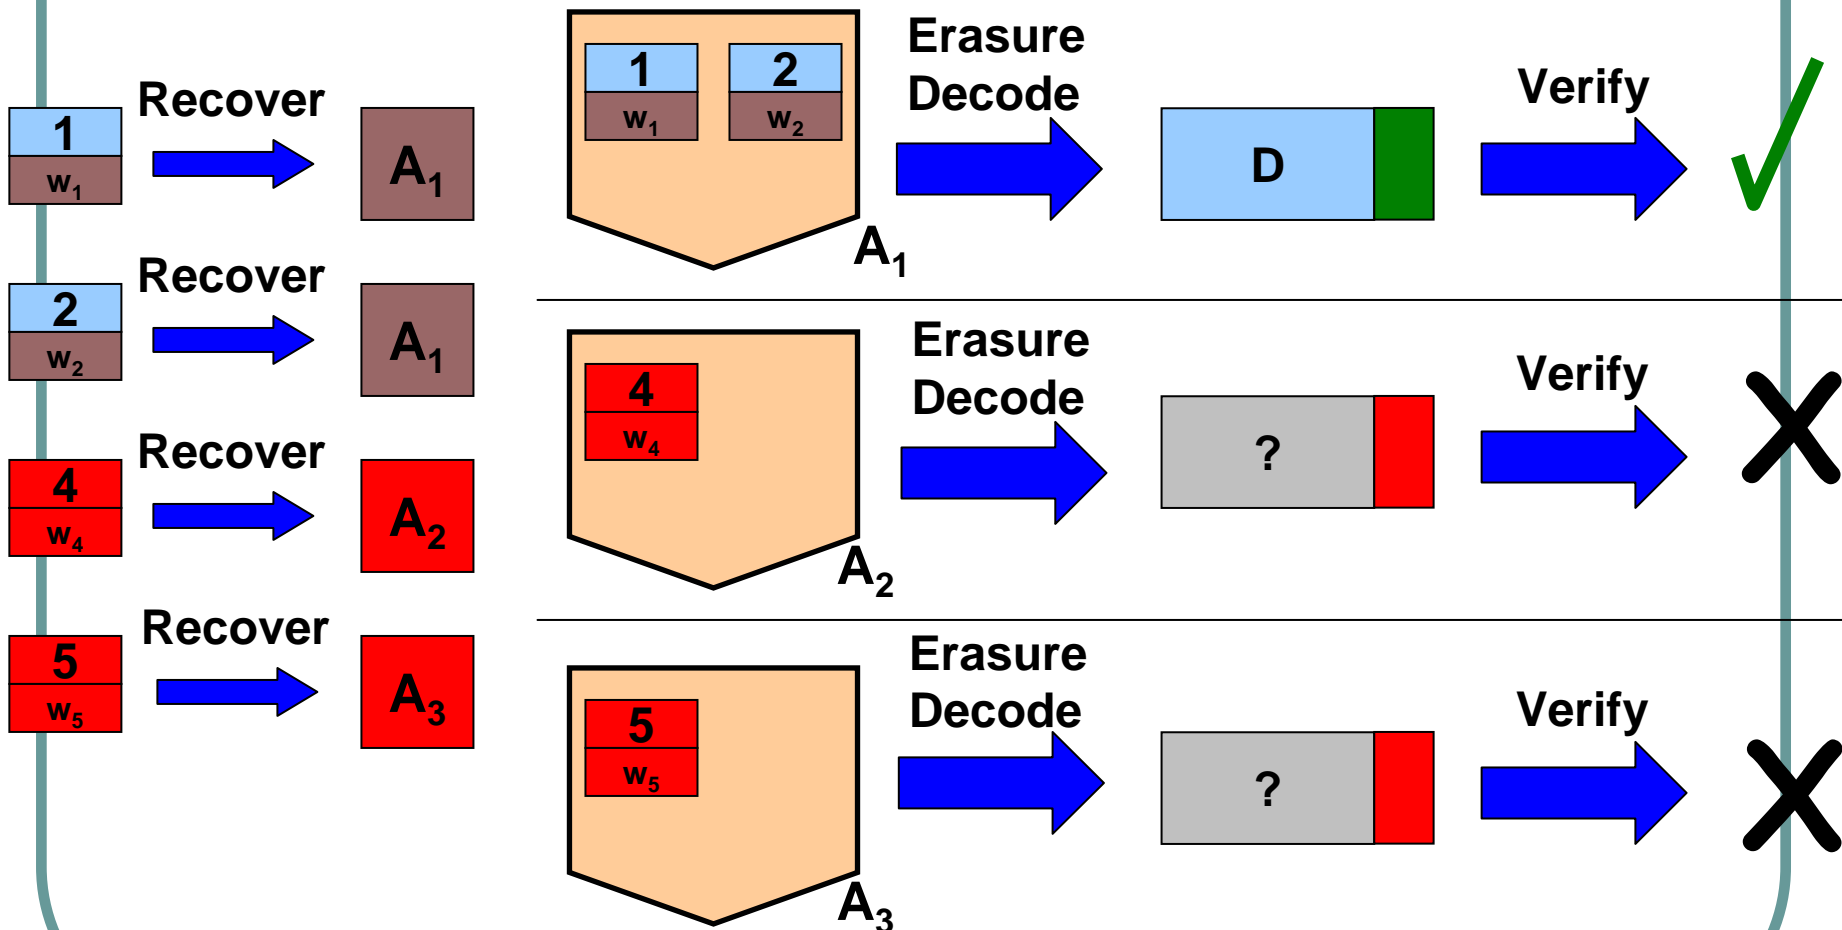 Recover
1
w1
A1
Recover
2
w2
A1
Recover
4
w4
A2
Recover
5
w5
A3
1 2
w1 w2
A1
Erasure
Decode
D
Verify
4
w4
A2
Erasure
Decode
?
Verify
5
w5
A3
Erasure
Decode
?
Verify